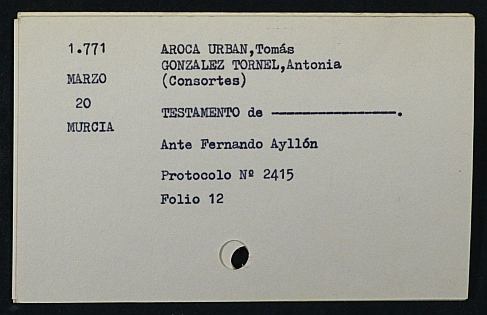 1.771
MARZO
20
MURCIA
AROCA URBAN,Tomás
GONZALEZ TORNEL,Antonia
(Consortes)
TESTAMENTO de ----------------.
Ante Fernando Ayllón
Protocolo Nº 2415
Folio 12